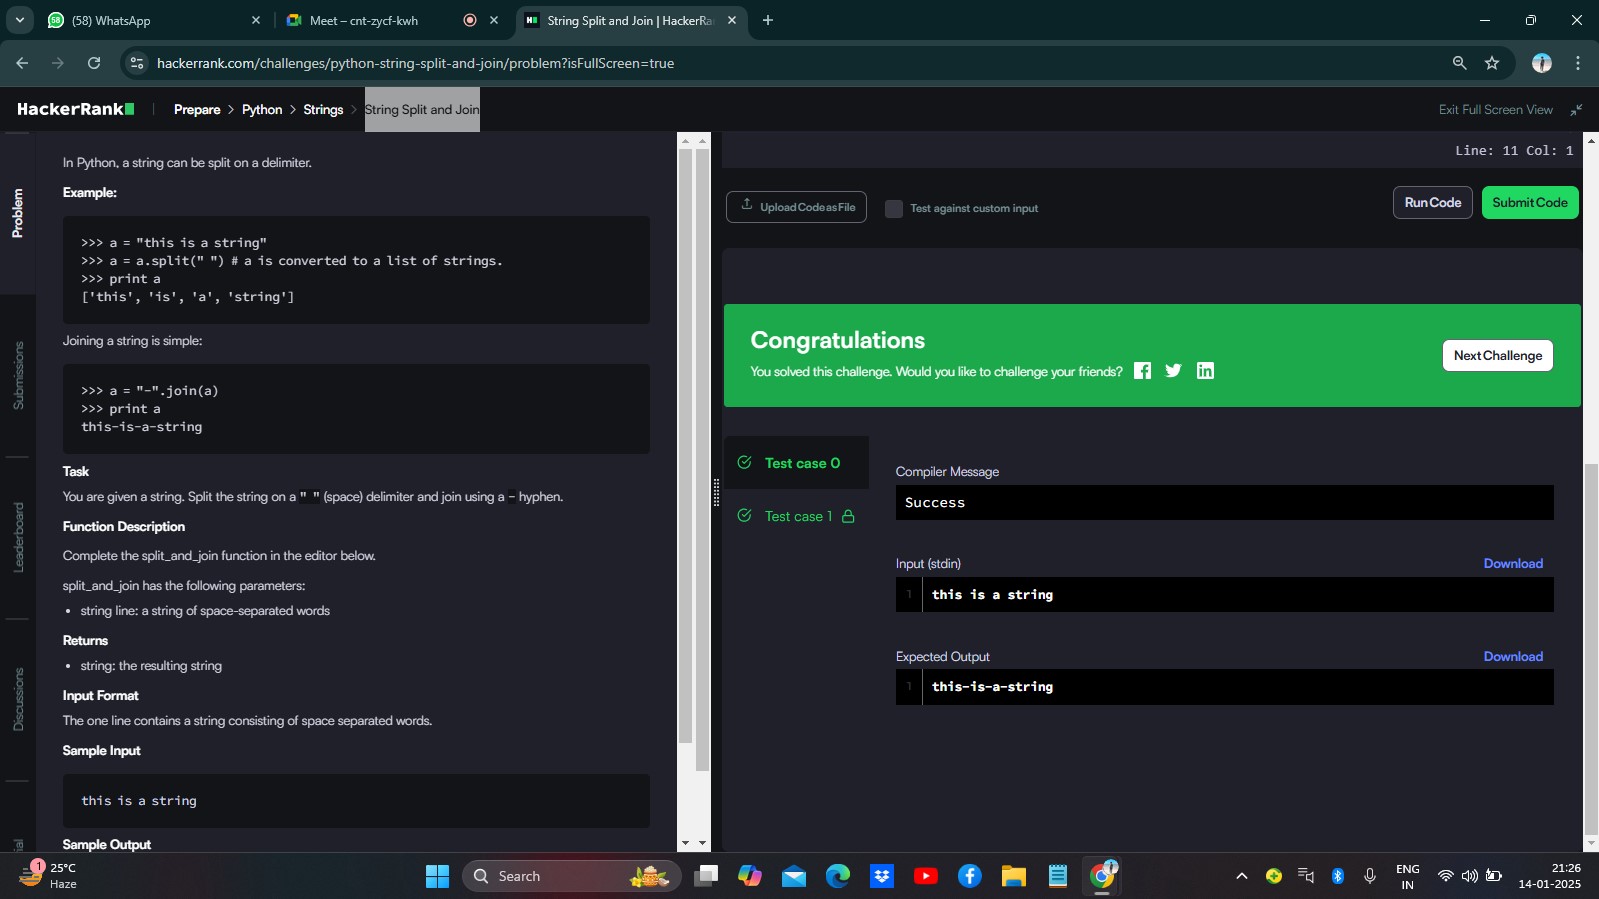 (58) WhatsApp
Meet – cnt-zycf-kwh
String Split and Join | HackerRa
hackerrank.com/challenges/python-string-split-and-join/problem?isFullScreen=true
HackerRank
Prepare > Python > Strings > String Split and Join
Exit Full Screen View
Problem
Submissions
Leaderboard
Discussions
In Python, a string can be split on a delimiter.
Example:
>>> a = "this is a string"
>>> a = a.split(" ") # a is converted to a list of strings.
>>> print a
['this', 'is', 'a', 'string']
Joining a string is simple:
>>> a = "-".join(a)
>>> print a
this-is-a-string
Task
You are given a string. Split the string on a " " (space) delimiter and join using a - hyphen.
Function Description
Complete the split_and_join function in the editor below.
split_and_join has the following parameters:
• string line: a string of space-separated words
Returns
• string: the resulting string
Input Format
The one line contains a string consisting of space separated words.
Sample Input
this is a string
Sample Output
Line: 11 Col: 1
Upload Code as File
Test against custom input
Run Code
Submit Code
Congratulations
You solved this challenge. Would you like to challenge your friends?
Next Challenge
Test case 0
Test case 1
Compiler Message
Success
Input (stdin)
Download
1 this is a string
Expected Output
Download
1 this-is-a-string
1
25°C
Haze
Search
ENG
IN
21:26
14-01-2025